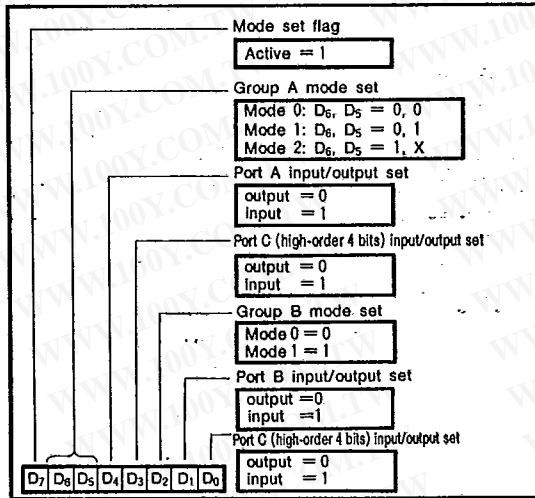 Mode set flag
Active = 1
Group A mode set
Mode 0: D6, D5 = 0, 0
Mode 1: D6, D5 = 0, 1
Mode 2: D6, D5 = 1, X
Port A input/output set
output = 0
input = 1
Port C (high-order 4 bits) input/output set
output = 0
input = 1
Group B mode set
Mode 0 = 0
Mode 1 = 1
Port B input/output set
output =0
input =1
Port C (high-order 4 bits) input/output set
output = 0
input = 1
D7 D6 D5 D4 D3 D2 D1 D0
WWW.100Y.COM.TW